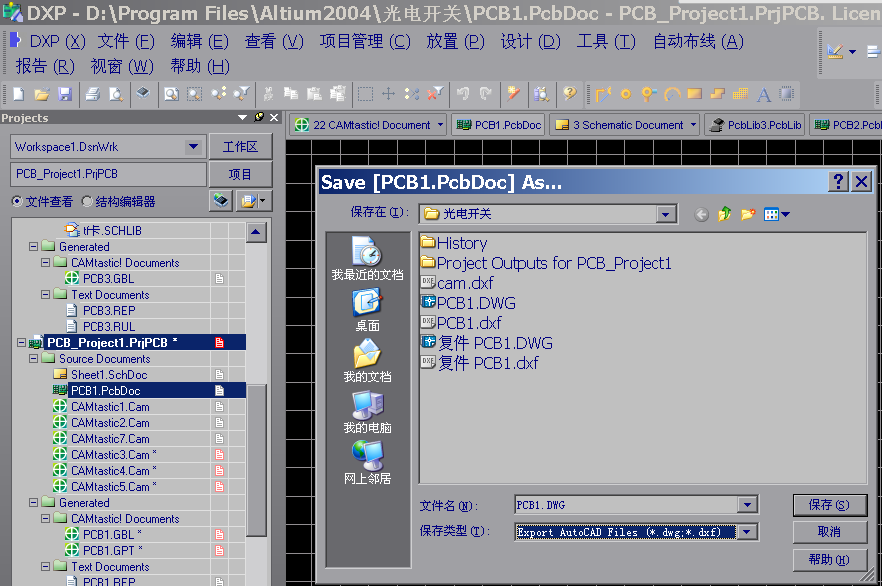 DXP - D:\Program Files\Altium2004\光电开关\PCB1.PcbDoc - PCB_Project1.PrjPCB. Licen
DXP (X) 文件 (F) 编辑 (E) 查看 (V) 项目管理 (C) 放置 (P) 设计 (D) 工具 (T) 自动布线 (A)
报告 (R) 视窗 (W) 帮助 (H)
Projects
22 CAMtastic! Document
PCB1.PcbDoc
3 Schematic Document
PcbLib3.PcbLib
PCB2.Pcb
Workspace1.DsnWrk
工作区
PCB_Project1.PrjPCB
项目
文件查看 结构编辑器
tf卡.SCHLIB
Generated
CAMtastic! Documents
PCB3.GBL
Text Documents
PCB3.REP
PCB3.RUL
PCB_Project1.PrjPCB *
Source Documents
Sheet1.SchDoc
PCB1.PcbDoc
CAMtastic1.Cam
CAMtastic2.Cam
CAMtastic7.Cam
CAMtastic3.Cam *
CAMtastic4.Cam *
CAMtastic5.Cam *
Generated
CAMtastic! Documents
PCB1.GBL *
PCB1.GPT *
Text Documents
PCB1.REP
Save [PCB1.PcbDoc] As...
保存在 (I): 光电开关
我最近的文档
桌面
我的文档
我的电脑
网上邻居
History
Project Outputs for PCB_Project1
cam.dxf
PCB1.DWG
PCB1.dxf
复件 PCB1.DWG
复件 PCB1.dxf
文件名 (N): PCB1.DWG 保存 (S)
保存类型 (T): Export AutoCAD Files (*.dwg;*.dxf) 取消
帮助 (H)